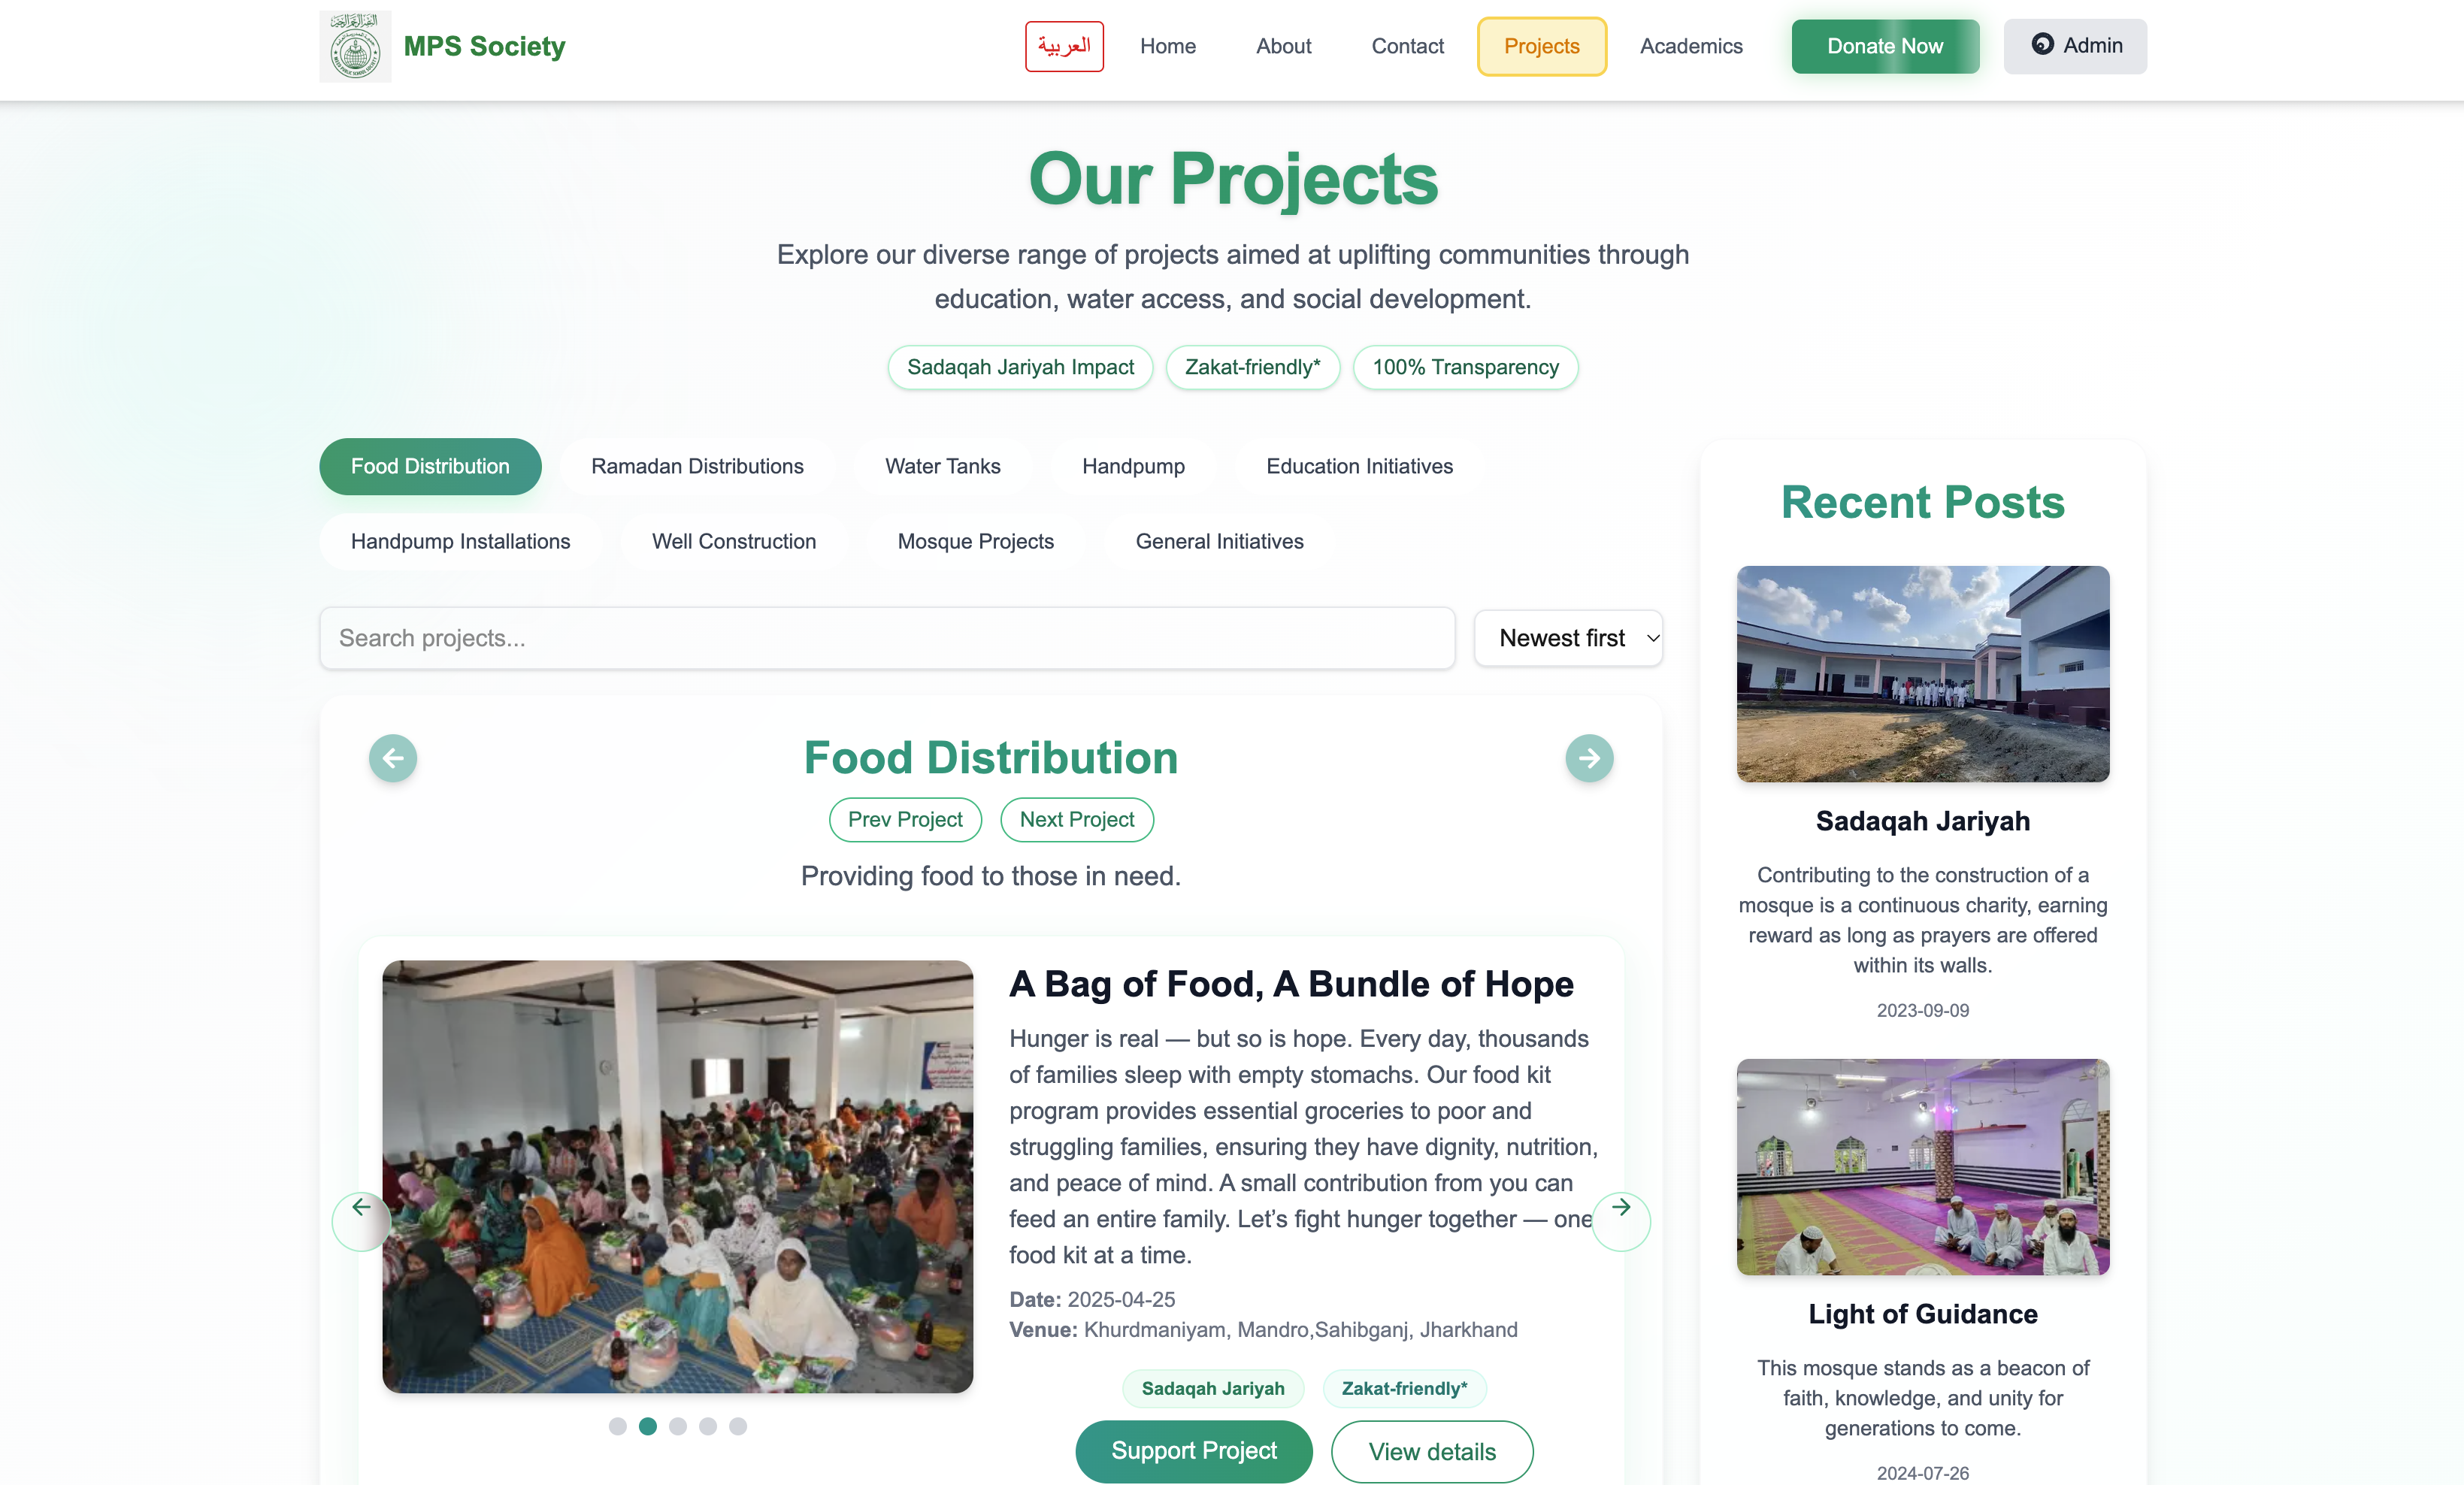 MPS Society
العربية
Home
About
Contact
Projects
Academics
Donate Now
Admin
Our Projects
Explore our diverse range of projects aimed at uplifting communities through
education, water access, and social development.
Sadaqah Jariyah Impact
Zakat-friendly*
100% Transparency
Food Distribution
Ramadan Distributions
Water Tanks
Handpump
Education Initiatives
Handpump Installations
Well Construction
Mosque Projects
General Initiatives
Search projects...
Newest first
Food Distribution
Prev Project
Next Project
Providing food to those in need.
A Bag of Food, A Bundle of Hope
Hunger is real — but so is hope. Every day, thousands
of families sleep with empty stomachs. Our food kit
program provides essential groceries to poor and
struggling families, ensuring they have dignity, nutrition,
and peace of mind. A small contribution from you can
feed an entire family. Let’s fight hunger together — one
food kit at a time.
Date: 2025-04-25
Venue: Khurdmaniyam, Mandro,Sahibganj, Jharkhand
Sadaqah Jariyah
Zakat-friendly*
Support Project
View details
Recent Posts
Sadaqah Jariyah
Contributing to the construction of a
mosque is a continuous charity, earning
reward as long as prayers are offered
within its walls.
2023-09-09
Light of Guidance
This mosque stands as a beacon of
faith, knowledge, and unity for
generations to come.
2024-07-26